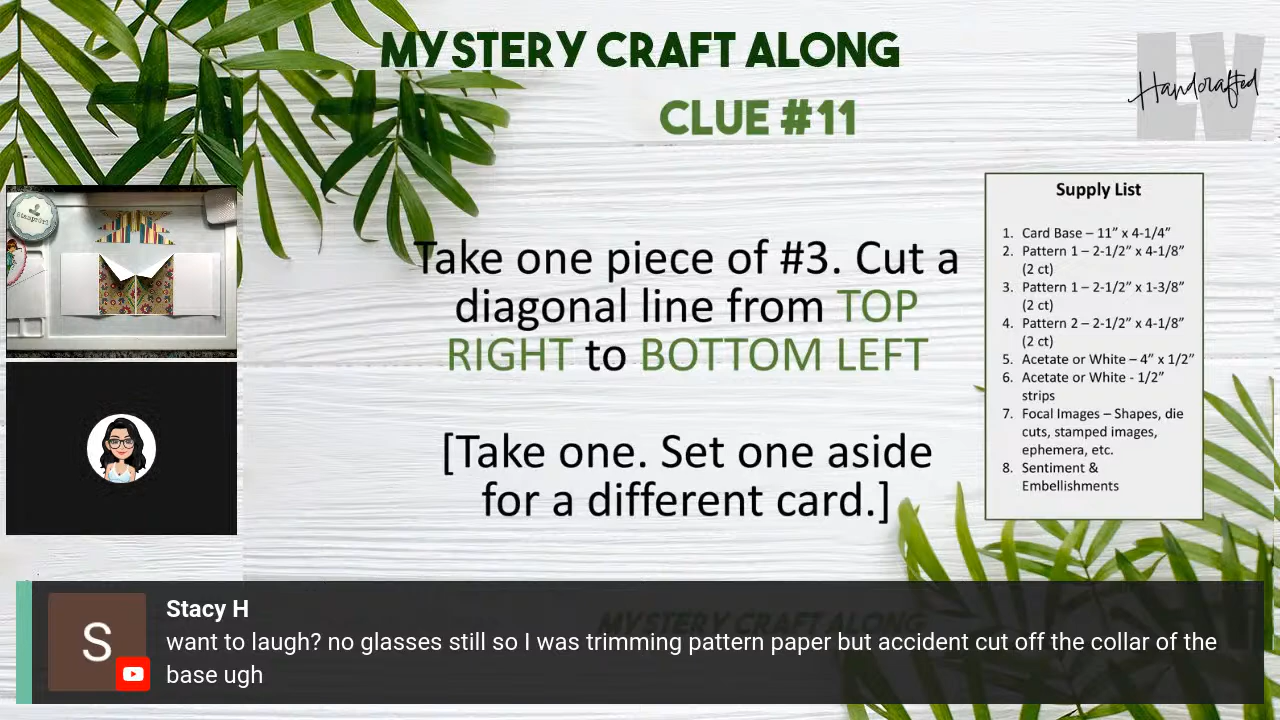 MYSTERY CRAFT ALONG
CLUE #11
Handcrafted
Take one piece of #3. Cut a
diagonal line from TOP
RIGHT to BOTTOM LEFT
[Take one. Set one aside
for a different card.]
Supply List
1. Card Base – 11” x 4-1/4”
2. Pattern 1 – 2-1/2” x 4-1/8”
(2 ct)
3. Pattern 1 – 2-1/2” x 1-3/8”
(2 ct)
4. Pattern 2 – 2-1/2” x 4-1/8”
(2 ct)
5. Acetate or White – 4” x 1/2”
6. Acetate or White - 1/2”
strips
7. Focal Images – Shapes, die
cuts, stamped images,
ephemera, etc.
8. Sentiment &
Embellishments
MYSTERY CRAFT ALONG
S
Stacy H
want to laugh? no glasses still so I was trimming pattern paper but accident cut off the collar of the
base ugh